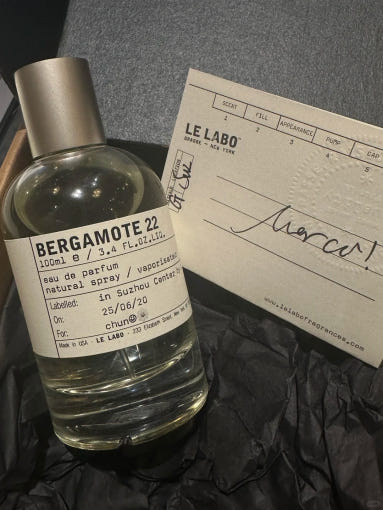 BERGAMOTE 22
100ml e / 3.4 FL.OZ.LIQ.
eau de parfum
natural spray / vaporisateur
Labelled: in Suzhou Center
On: 25/06/20
For: chun
Made in USA - LE LABO - 233 Elizabeth Street, New York
SCENT FILL APPEARANCE PUMP CAP
1 2 3 4 5
LE LABO
GRASSE - NEW YORK
Merci!
www.lelabofragrances.com